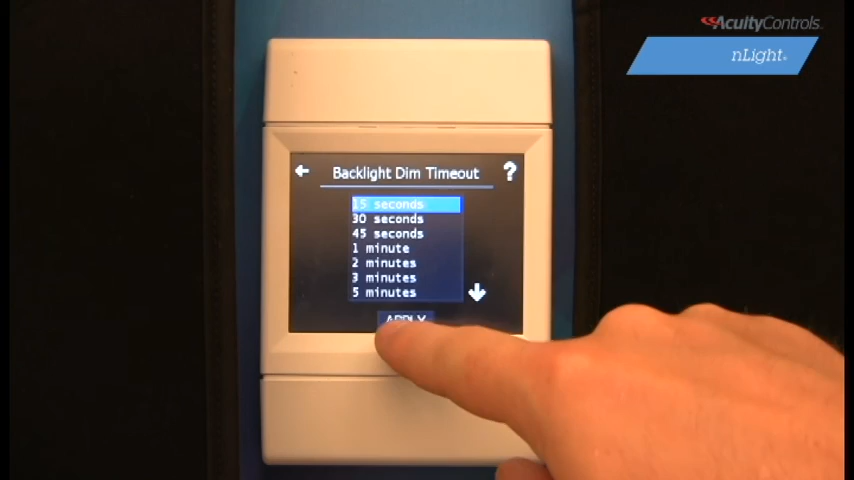 AcuityControls
nLight
← Backlight Dim Timeout ?
15 seconds
30 seconds
45 seconds
1 minute
2 minutes
3 minutes
5 minutes
APPLY